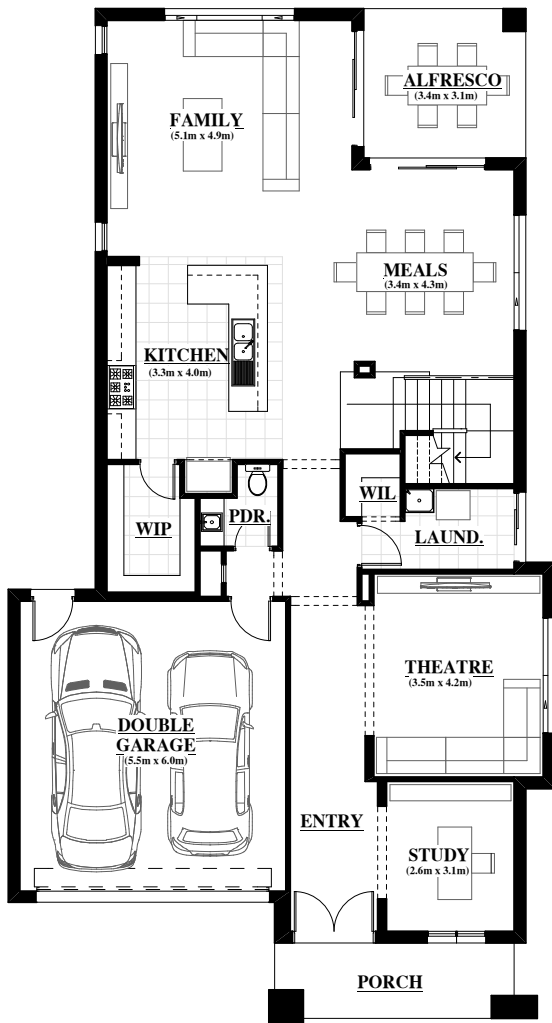 ALFRESCO
(3.4m x 3.1m)
FAMILY
(5.1m x 4.9m)
MEALS
(3.4m x 4.3m)
KITCHEN
(3.3m x 4.0m)
WIL
WIP
PDR.
LAUND.
THEATRE
(3.5m x 4.2m)
DOUBLE
GARAGE
(5.5m x 6.0m)
ENTRY
STUDY
(2.6m x 3.1m)
PORCH